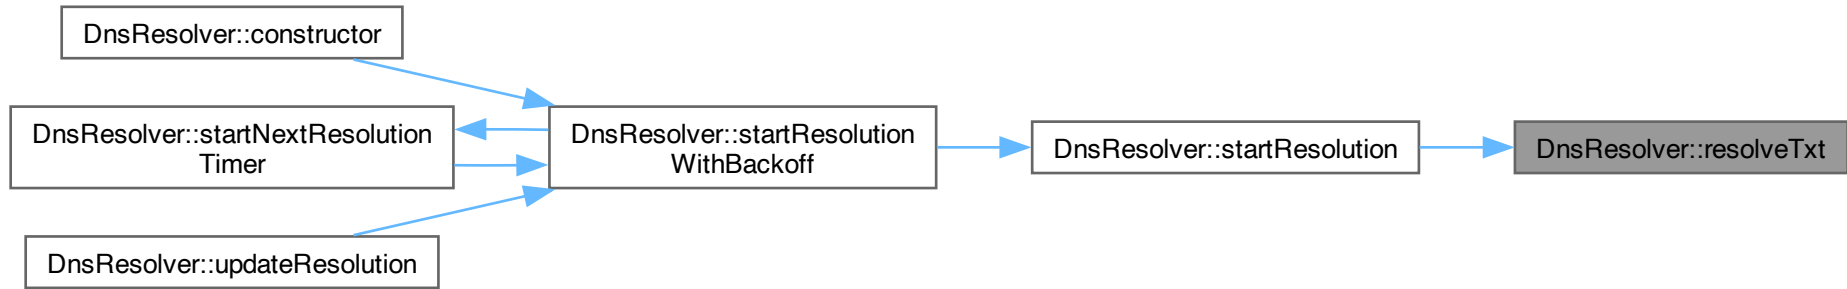 DnsResolver::constructor
DnsResolver::startNextResolution
Timer
DnsResolver::updateResolution
DnsResolver::startResolution
WithBackoff
DnsResolver::startResolution
DnsResolver::resolveTxt